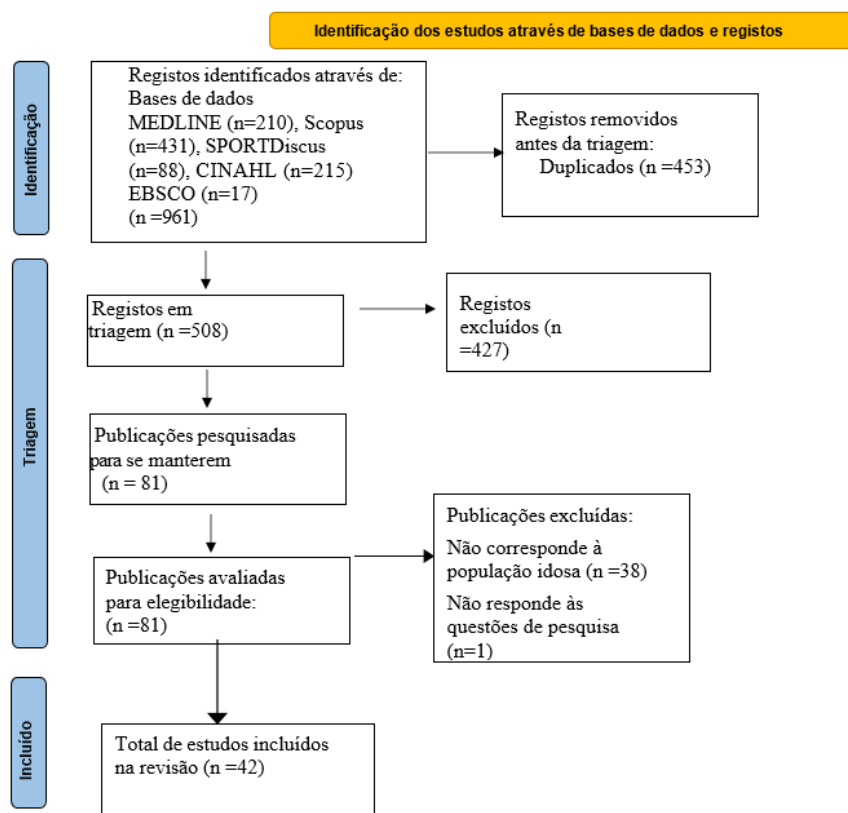 Identificação dos estudos através de bases de dados e registos
Identificação
Registos identificados através de:
Bases de dados
MEDLINE (n=210), Scopus
(n=431), SPORTDiscus
(n=88), CINAHL (n=215)
EBSCO (n=17)
(n =961)
Registos removidos
antes da triagem:
Duplicados (n =453)
Triagem
Registos em
triagem (n =508)
Registos
excluídos (n
=427)
Publicações pesquisadas
para se manterem
(n = 81)
Publicações avaliadas
para elegibilidade:
(n =81)
Publicações excluídas:
Não corresponde à
população idosa (n =38)
Não responde às
questões de pesquisa
(n=1)
Incluído
Total de estudos incluídos
na revisão (n =42)